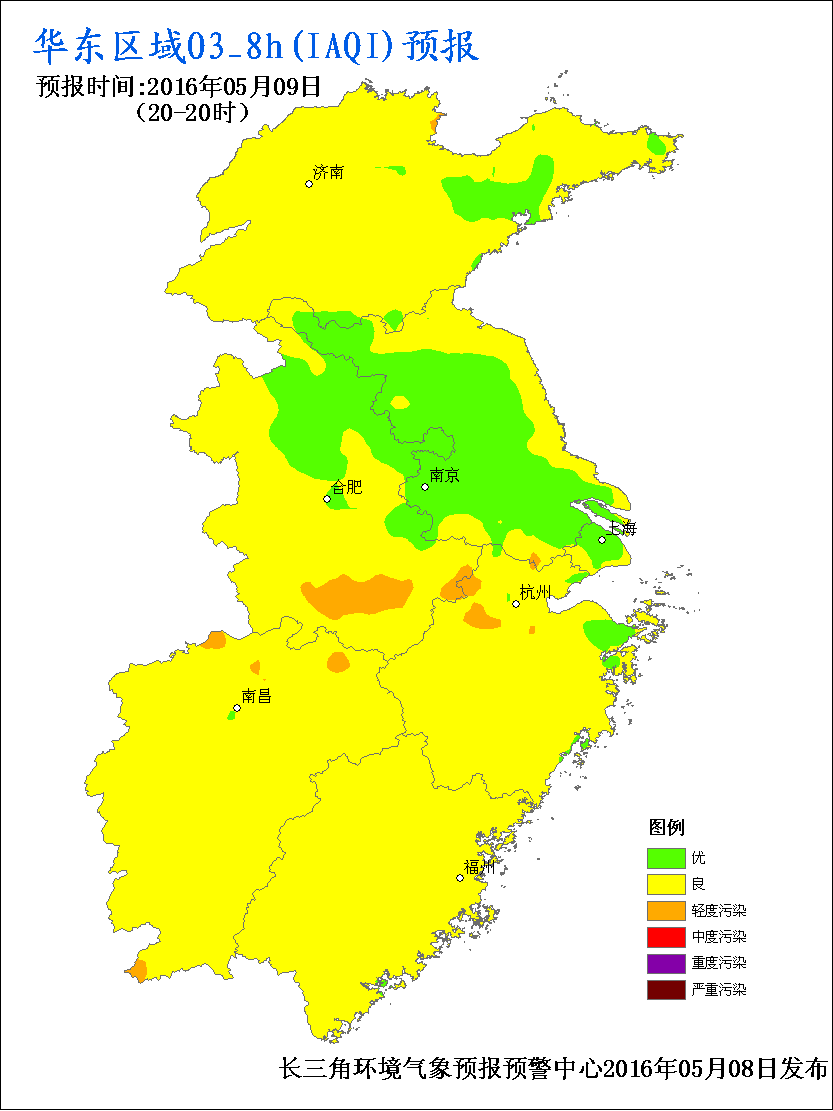 华东区域O3_8h(IAQI)预报
预报时间:2016年05月09日
（20-20时）
济南
南京
合肥
上海
杭州
南昌
福州
图例
优
良
轻度污染
中度污染
重度污染
严重污染
长三角环境气象预报预警中心2016年05月08日发布